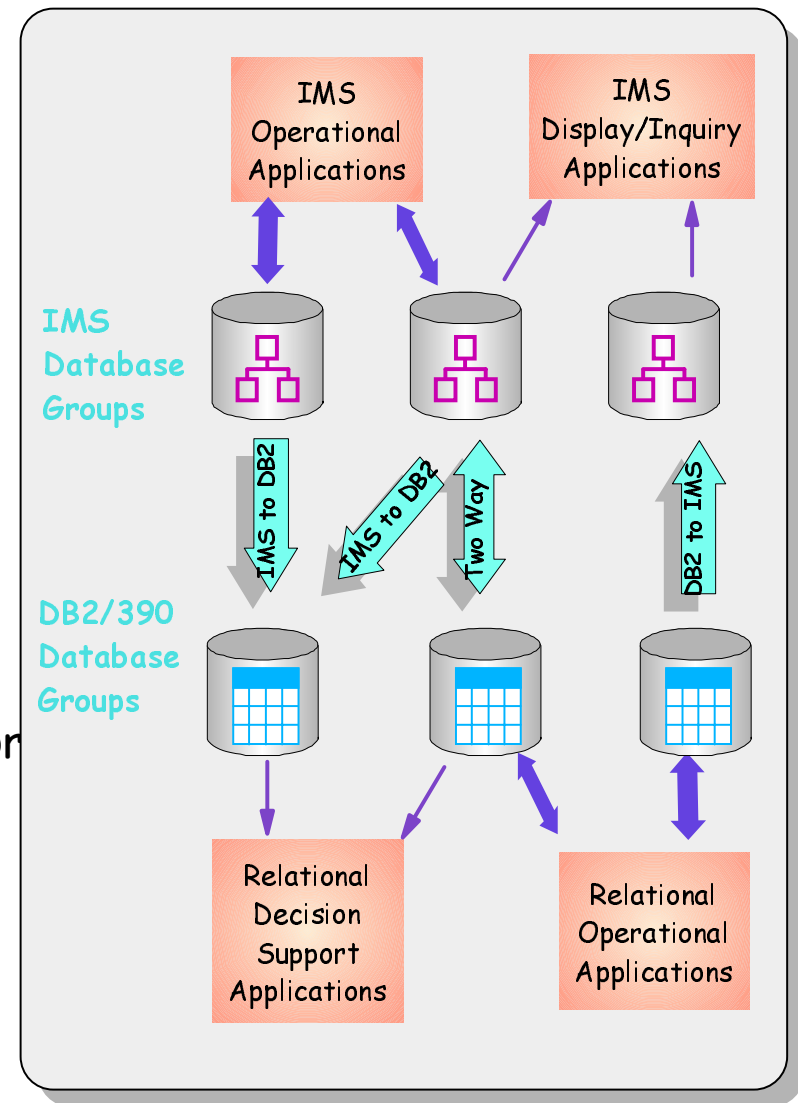 IMS
Operational
Applications
IMS
Display/Inquiry
Applications
IMS
Database
Groups
IMS to DB2
IMS to DB2
Two Way
DB2 to IMS
DB2/390
Database
Groups
or
Relational
Decision
Support
Applications
Relational
Operational
Applications